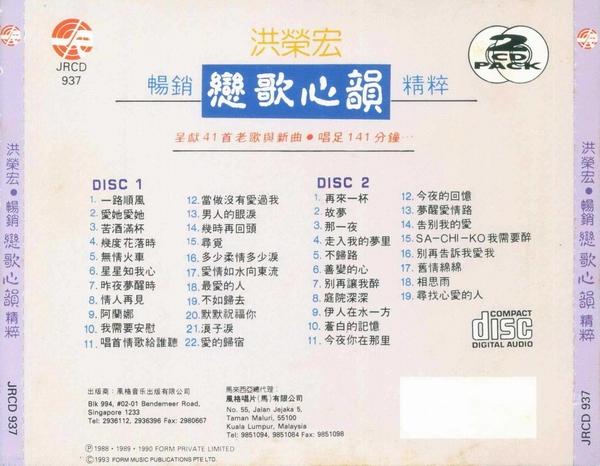 JRCD
937
洪榮宏
2
CD
PACK
暢銷 戀歌心韻 精粹
呈獻41首老歌與新曲•唱足141分鐘…
DISC 1
1. 一路順風
2. 愛她愛她
3. 苦酒滿杯
4. 幾度花落時
5. 無情火車
6. 星星知我心
7. 昨夜夢醒時
8. 情人再見
9. 阿蘭娜
10. 我需要安慰
11. 唱首情歌給誰聽
12. 當做沒有愛過我
13. 男人的眼淚
14. 幾時再回頭
15. 尋覓
16. 多少柔情多少淚
17. 愛情如水向東流
18. 最愛的人
19. 不如歸去
20. 默默祝福你
21. 浪子淚
22. 愛的歸宿
DISC 2
1. 再來一杯
2. 故夢
3. 那一夜
4. 走入我的夢里
5. 不歸路
6. 善變的心
7. 別再讓我醉
8. 庭院深深
9. 伊人在水一方
10. 蒼白的記憶
11. 今夜你在那里
12. 今夜的回憶
13. 夢醒愛情路
14. 告別我的愛
15. SA-CHI-KO我需要醉
16. 別再告訴我愛我
17. 舊情綿綿
18. 相思雨
19. 尋找心愛的人
COMPACT
disc
DIGITAL AUDIO
出版商：風格音乐出版有限公司
Blk 994, #02-01 Bendemeer Road,
Singapore 1233
Tel: 2936112, 2936396 Fax: 2980667
馬來西亞總代理：
風格唱片(馬)有限公司
No. 55, Jalan Jejaka 5,
Taman Maluri, 55100
Kuala Lumpur, Malaysia
Tel: 9851094, 9851084 Fax: 9851098
Ⓟ1988・1989・1990 FORM PRIVATE LIMITED
©1993 FORM MUSIC PUBLICATIONS PTE LTD.
洪榮宏•暢銷戀歌心韻精粹
JRCD 937
洪榮宏•暢銷戀歌心韻精粹
JRCD 937